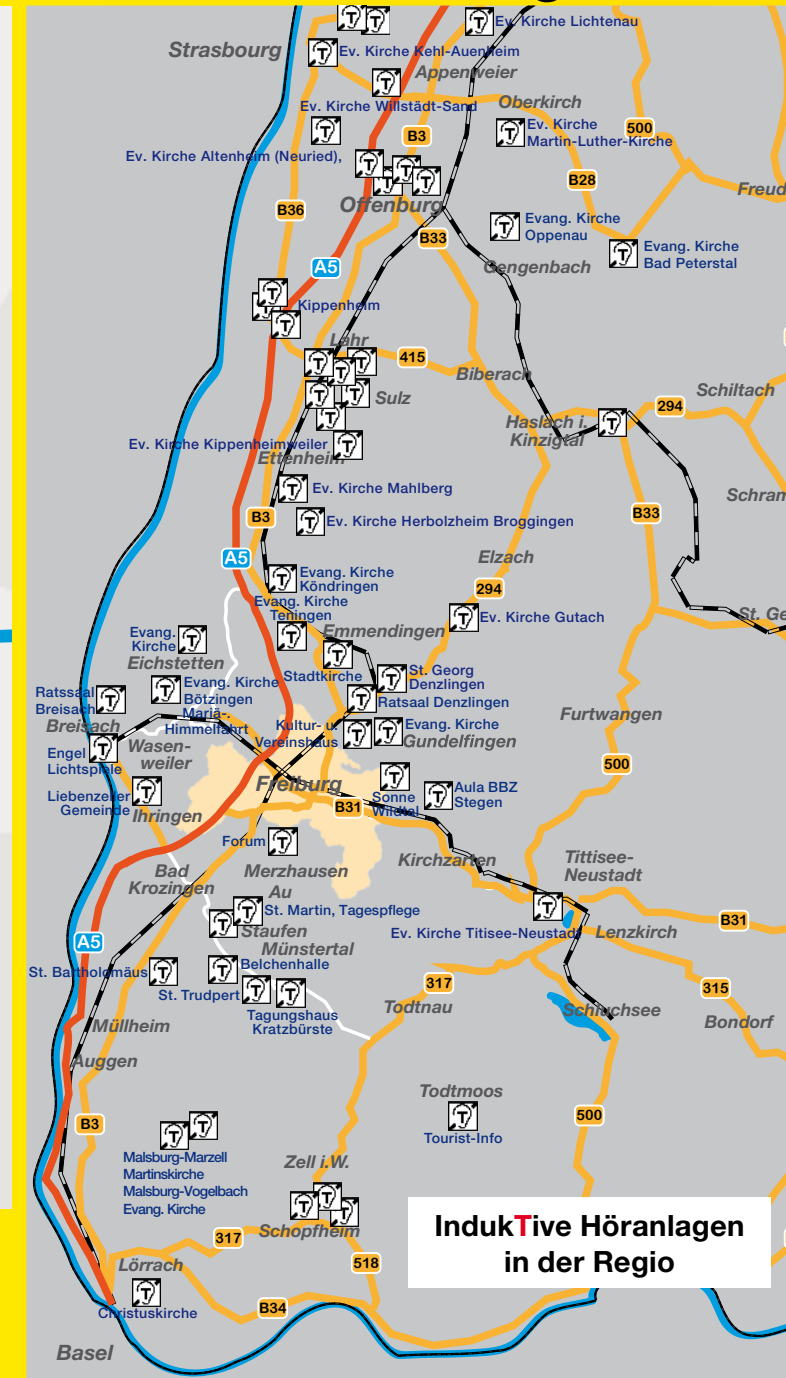 Strasbourg
Ev. Kirche Lichtenau
Ev. Kirche Kehl-Auenheim
Appenweier
Ev. Kirche Willstädt-Sand
Oberkirch
B3
Ev. Kirche
Martin-Luther-Kirche
500
Ev. Kirche Altenheim (Neuried),
B28
Freud
B36
Offenburg
Evang. Kirche
Oppenau
B33
Evang. Kirche
Bad Peterstal
A5
Gengenbach
Kippenheim
Lahr
415
Biberach
Schiltach
Sulz
294
Haslach i.
Kinzigtal
Ev. Kirche Kippenheimweiler
Ettenheim
Ev. Kirche Mahlberg
Schram
B3
Ev. Kirche Herbolzheim Broggingen
B33
A5
Elzach
Evang. Kirche
Köndringen
294
Evang. Kirche
Teningen
Ev. Kirche Gutach
St. Ge
Evang.
Kirche
Emmendingen
Eichstetten
Stadtkirche
St. Georg
Denzlingen
Ratssaal
Breisach
Evang. Kirche
Bötzingen
Ratsaal Denzlingen
Mariä-.
Himmelfahrt
Furtwangen
Breisach
Kultur- u.
Vereinshaus
Evang. Kirche
Gundelfingen
Wasen-
weiler
Engel
Lichtspiele
500
Freiburg
Liebenzeller
Gemeinde
Sonne
Wildtal
Aula BBZ
Stegen
Ihringen
B31
Forum
Merzhausen
Kirchzarten
Tittisee-
Neustadt
Bad
Krozingen
Au
St. Martin, Tagespflege
B31
Staufen
Ev. Kirche Titisee-Neustadt
Lenzkirch
A5
Münstertal
St. Bartholomäus
Belchenhalle
317
315
St. Trudpert
Tagungshaus
Kratzbürste
Todtnau
Schluchsee
Müllheim
Bondorf
Auggen
Todtmoos
500
B3
Tourist-Info
Malsburg-Marzell
Martinskirche
Malsburg-Vogelbach
Evang. Kirche
Zell i.W.
Schopfheim
317
IndukTive Höranlagen
in der Regio
Lörrach
518
Christuskirche
B34
Basel